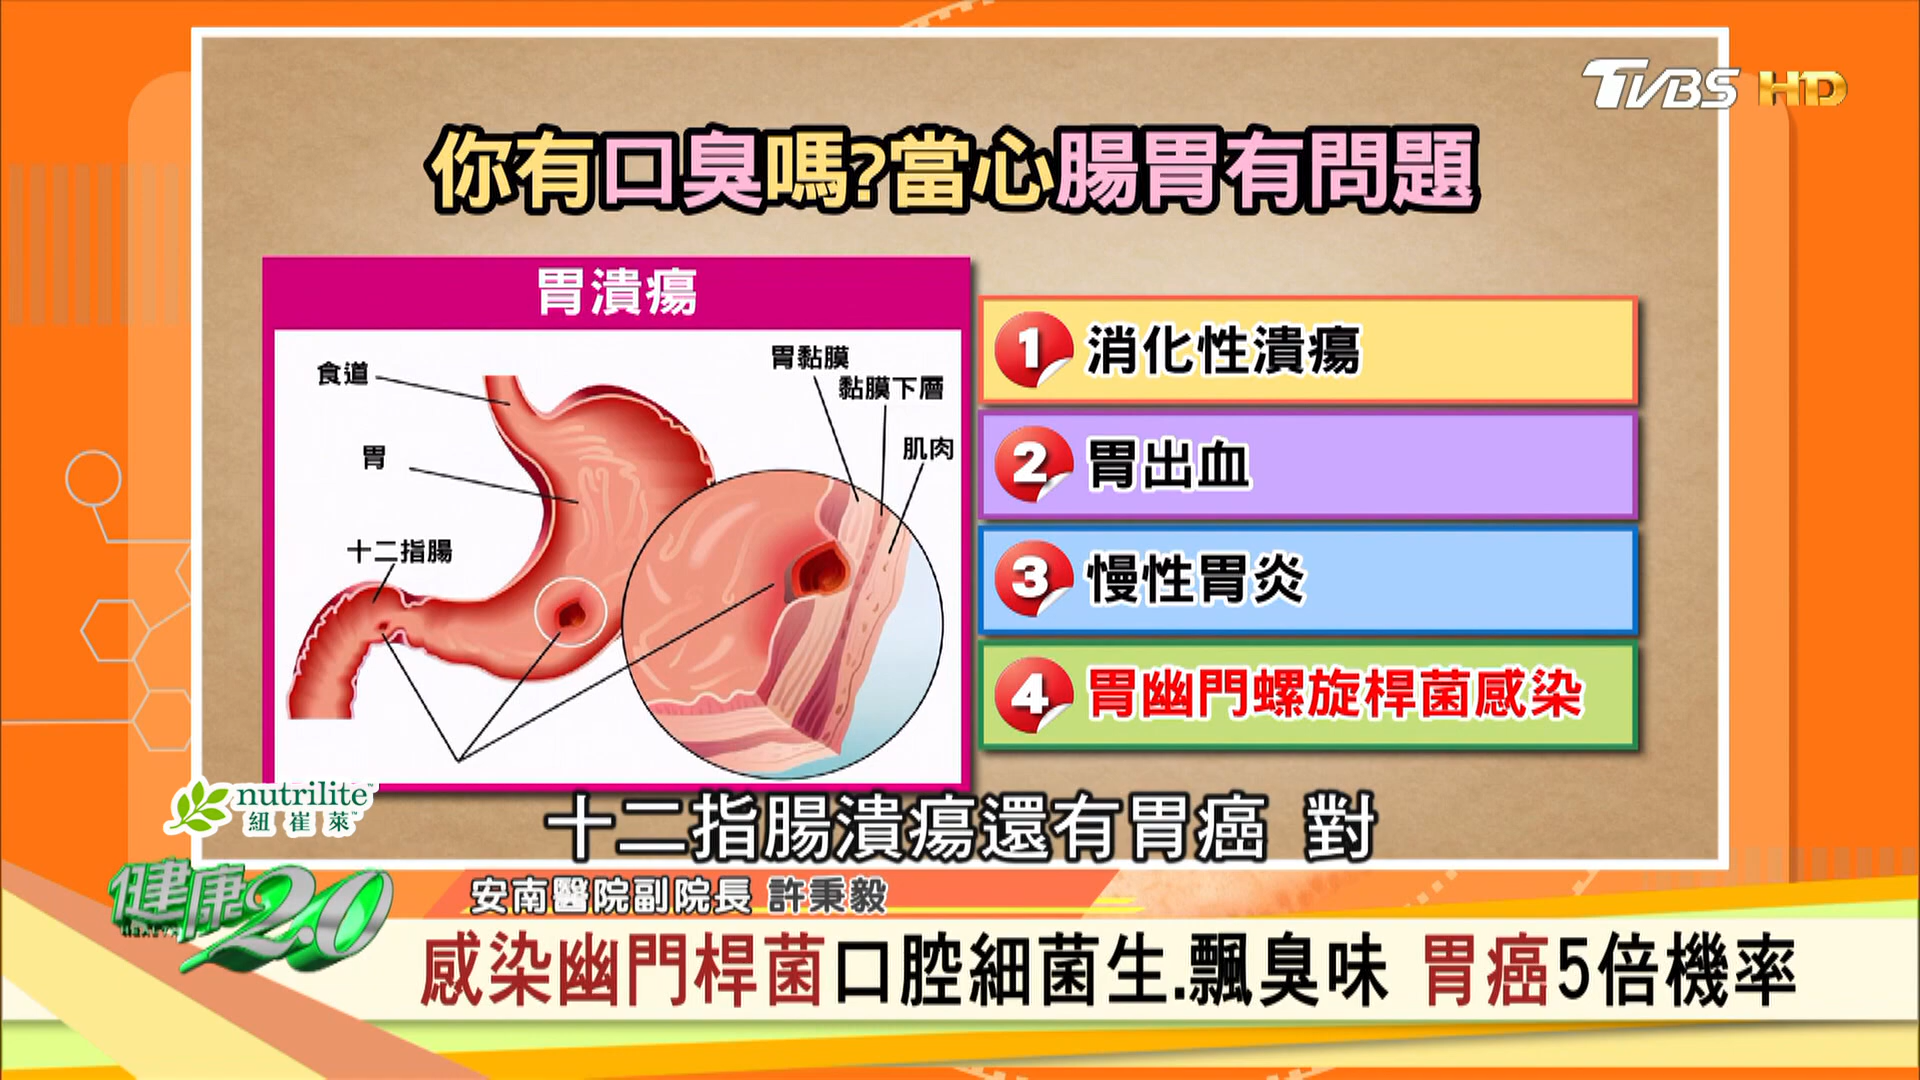 TVBS HD
你有口臭嗎?當心腸胃有問題
胃潰瘍
食道
胃
十二指腸
胃黏膜
黏膜下層
肌肉
1 消化性潰瘍
2 胃出血
3 慢性胃炎
4 胃幽門螺旋桿菌感染
nutrilite™
紐崔萊™
十二指腸潰瘍還有胃癌 對
健康2.0
HEALTH
安南醫院副院長 許秉毅
感染幽門桿菌口腔細菌生.飄臭味 胃癌5倍機率